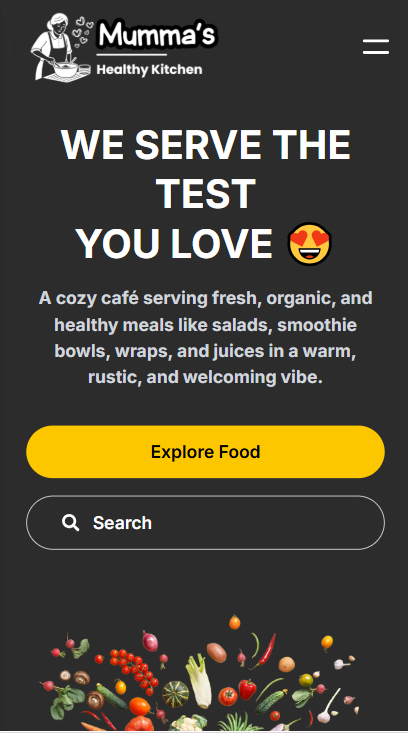 Mumma's
Healthy Kitchen
WE SERVE THE
TEST
YOU LOVE 😍
A cozy café serving fresh, organic, and
healthy meals like salads, smoothie
bowls, wraps, and juices in a warm,
rustic, and welcoming vibe.
Explore Food
Search